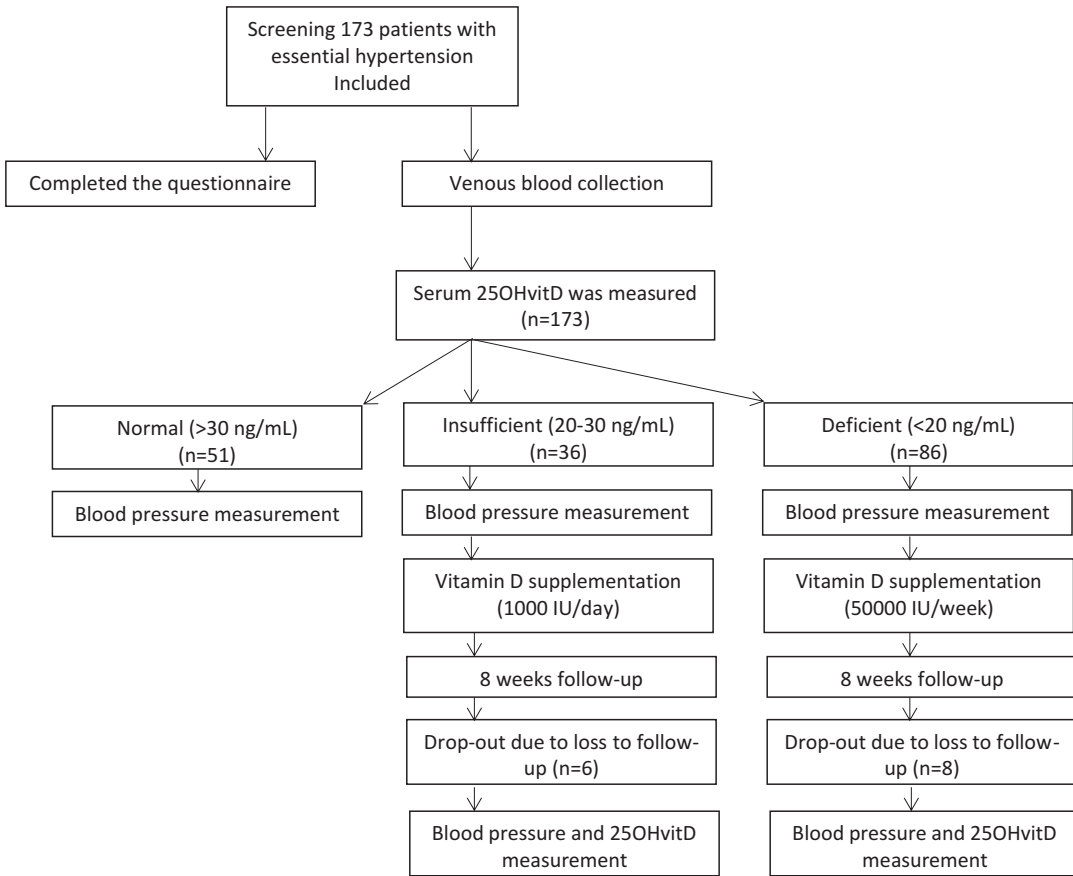 Screening 173 patients with
essential hypertension
Included
Completed the questionnaire
Venous blood collection
Serum 25OHvitD was measured
(n=173)
Normal (>30 ng/mL)
(n=51)
Insufficient (20-30 ng/mL)
(n=36)
Deficient (<20 ng/mL)
(n=86)
Blood pressure measurement
Blood pressure measurement
Blood pressure measurement
Vitamin D supplementation
(1000 IU/day)
Vitamin D supplementation
(50000 IU/week)
8 weeks follow-up
8 weeks follow-up
Drop-out due to loss to follow-
up (n=6)
Drop-out due to loss to follow-
up (n=8)
Blood pressure and 25OHvitD
measurement
Blood pressure and 25OHvitD
measurement